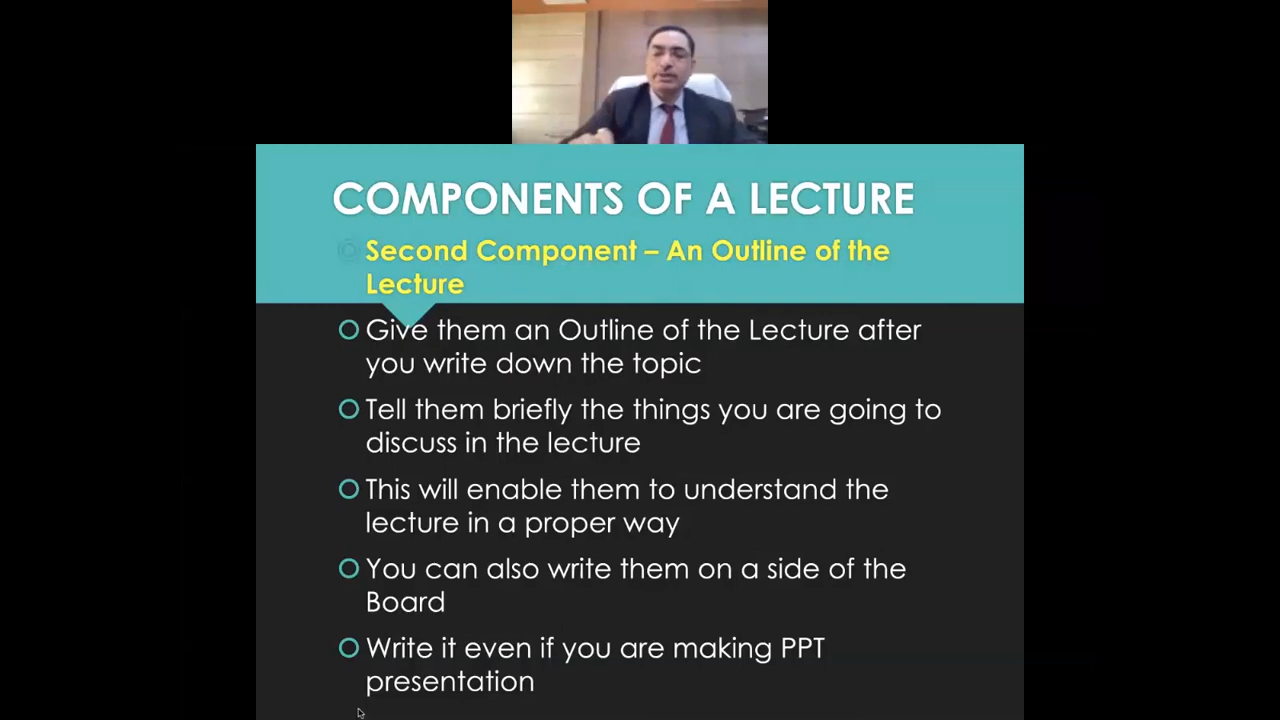 COMPONENTS OF A LECTURE
Second Component – An Outline of the
Lecture
Give them an Outline of the Lecture after
you write down the topic
Tell them briefly the things you are going to
discuss in the lecture
This will enable them to understand the
lecture in a proper way
You can also write them on a side of the
Board
Write it even if you are making PPT
presentation